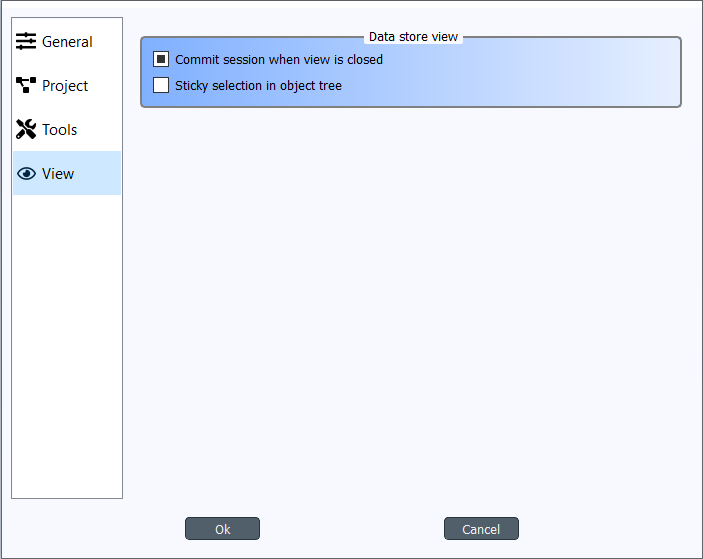 General
Project
Tools
View
Data store view
Commit session when view is closed
Sticky selection in object tree
Ok
Cancel